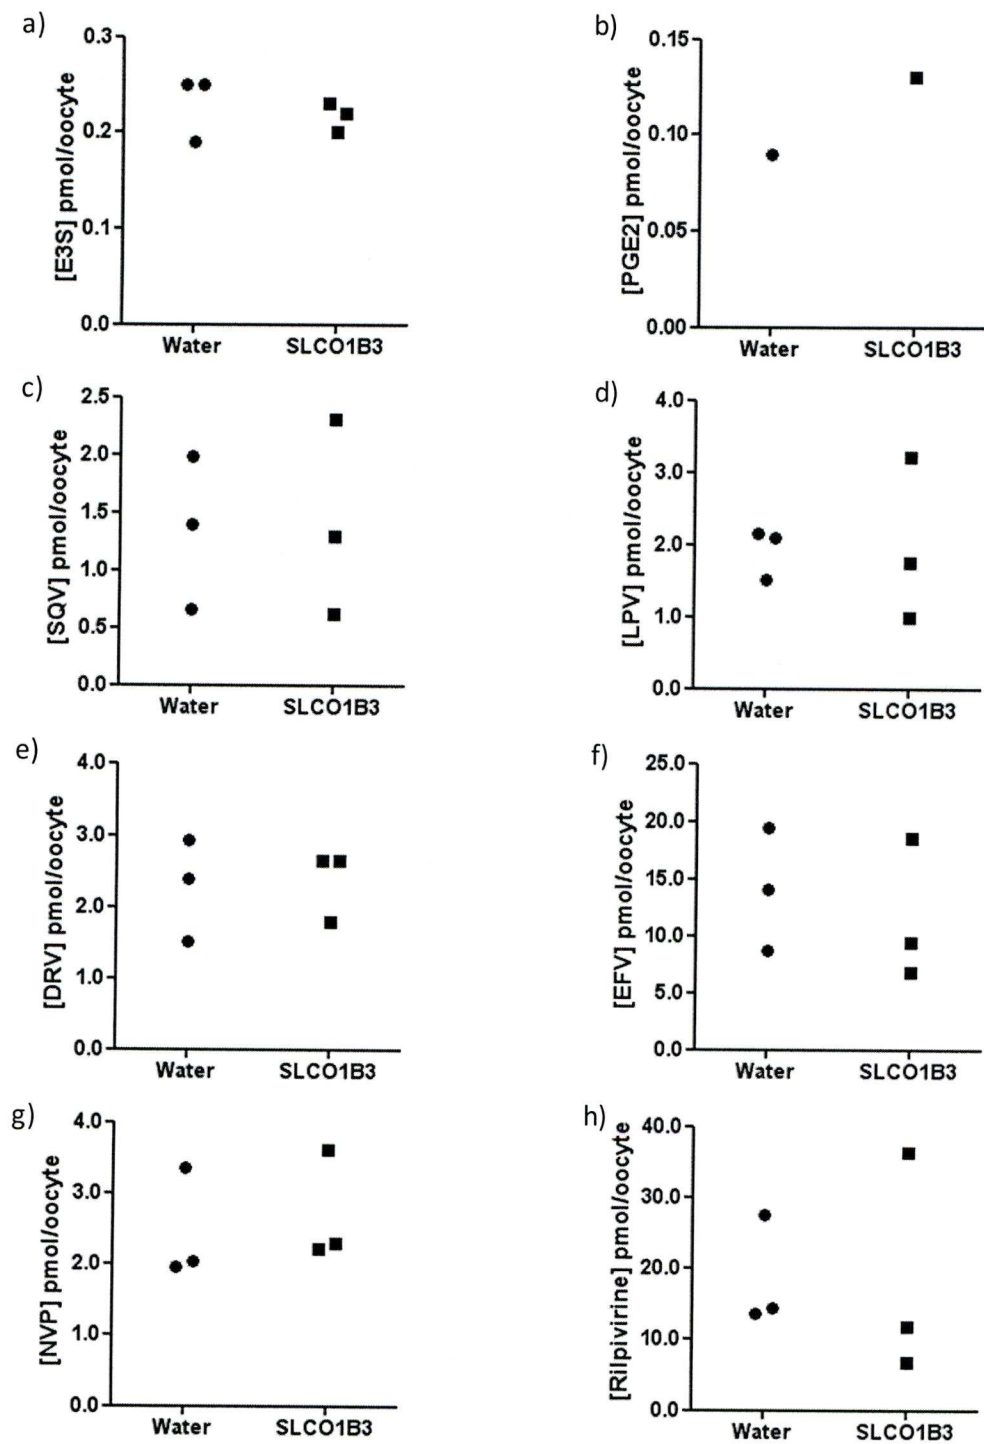 a)
[E3S] pmol/oocyte
0.3
0.2
0.1
0.0
Water SLCO1B3
b)
[PGE2] pmol/oocyte
0.15
0.10
0.05
0.00
Water SLCO1B3
c)
[SQV] pmol/oocyte
2.5
2.0
1.5
1.0
0.5
0.0
Water SLCO1B3
d)
[LPV] pmol/oocyte
4.0
3.0
2.0
1.0
0.0
Water SLCO1B3
e)
[DRV] pmol/oocyte
4.0
3.0
2.0
1.0
0.0
Water SLCO1B3
f)
[EFV] pmol/oocyte
25.0
20.0
15.0
10.0
5.0
0.0
Water SLCO1B3
g)
[NVP] pmol/oocyte
4.0
3.0
2.0
1.0
0.0
Water SLCO1B3
h)
[Rilpivirine] pmol/oocyte
40.0
30.0
20.0
10.0
0.0
Water SLCO1B3